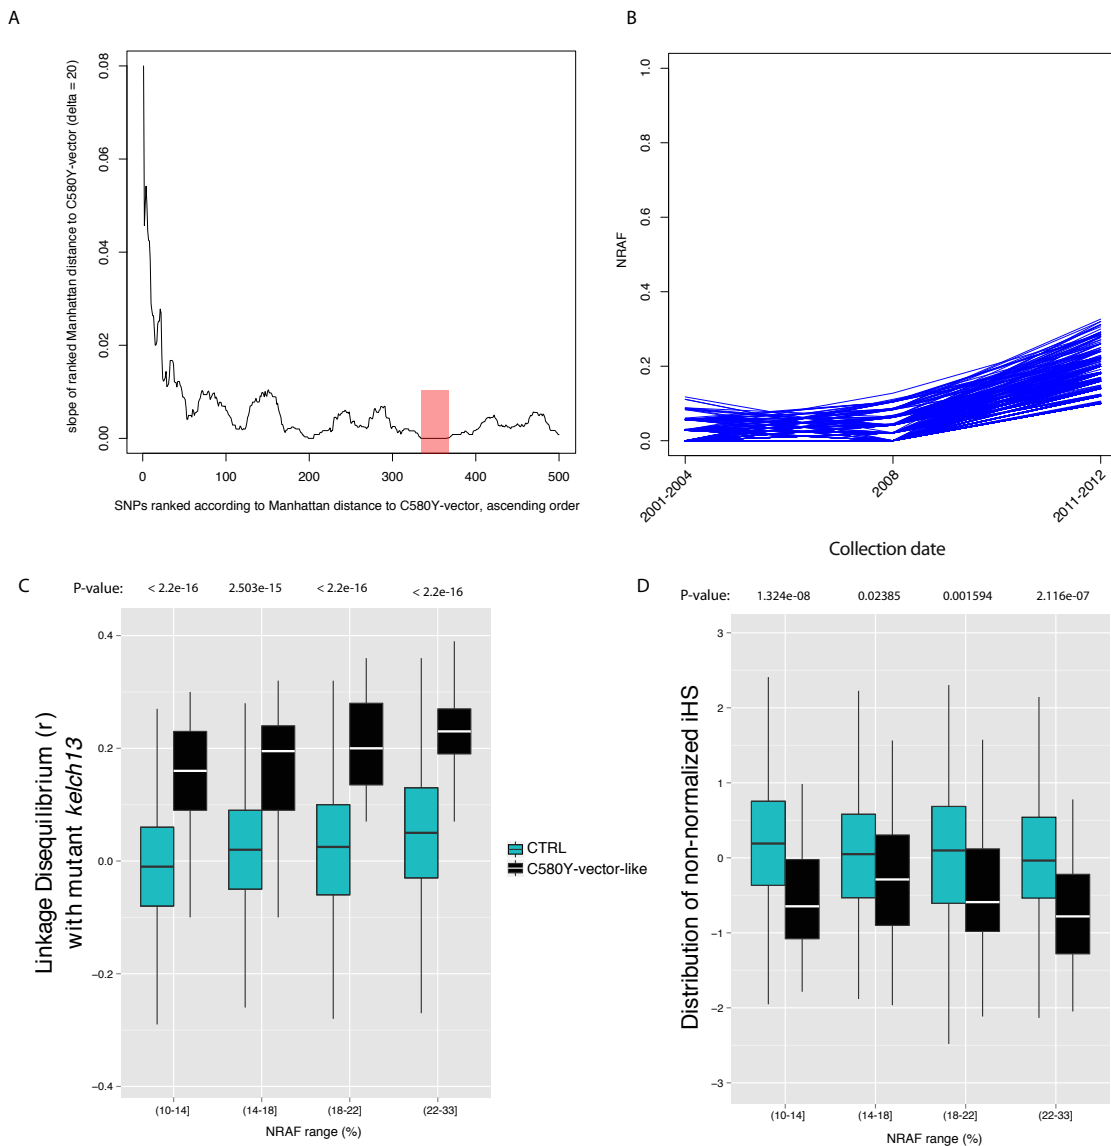 A
slope of ranked Manhattan distance to C580Y-vector (delta = 20)
0.08
0.06
0.04
0.02
0.00
0 100 200 300 400 500
SNPs ranked according to Manhattan distance to C580Y-vector, ascending order
B
NRAF
1.0
0.8
0.6
0.4
0.2
0.0
2001-2004 2008 2011-2012
Collection date
C
P-value: < 2.2e-16 2.503e-15 < 2.2e-16 < 2.2e-16
Linkage Disequilibrium (r)
with mutant kelch13
0.4
0.2
0.0
−0.2
−0.4
(10-14] (14-18] (18-22] (22-33]
NRAF range (%)
CTRL
C580Y-vector-like
D
P-value: 1.324e-08 0.02385 0.001594 2.116e-07
Distribution of non-normalized iHS
3
2
1
0
−1
−2
−3
(10-14] (14-18] (18-22] (22-33]
NRAF range (%)